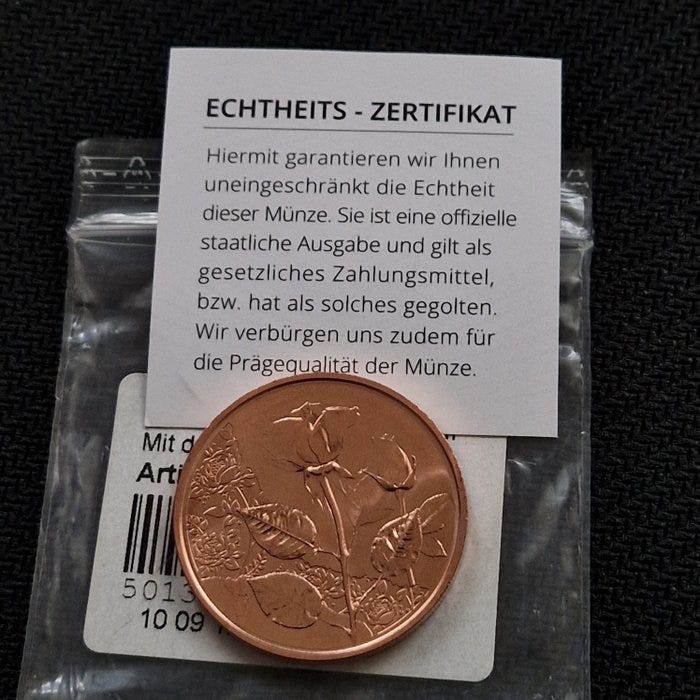 ECHTHEITS - ZERTIFIKAT
Hiermit garantieren wir Ihnen
uneingeschränkt die Echtheit
dieser Münze. Sie ist eine offizielle
staatliche Ausgabe und gilt als
gesetzliches Zahlungsmittel,
bzw. hat als solches gegolten.
Wir verbürgen uns zudem für
die Prägequalität der Münze.
Mit d
Arti
5013
10 09